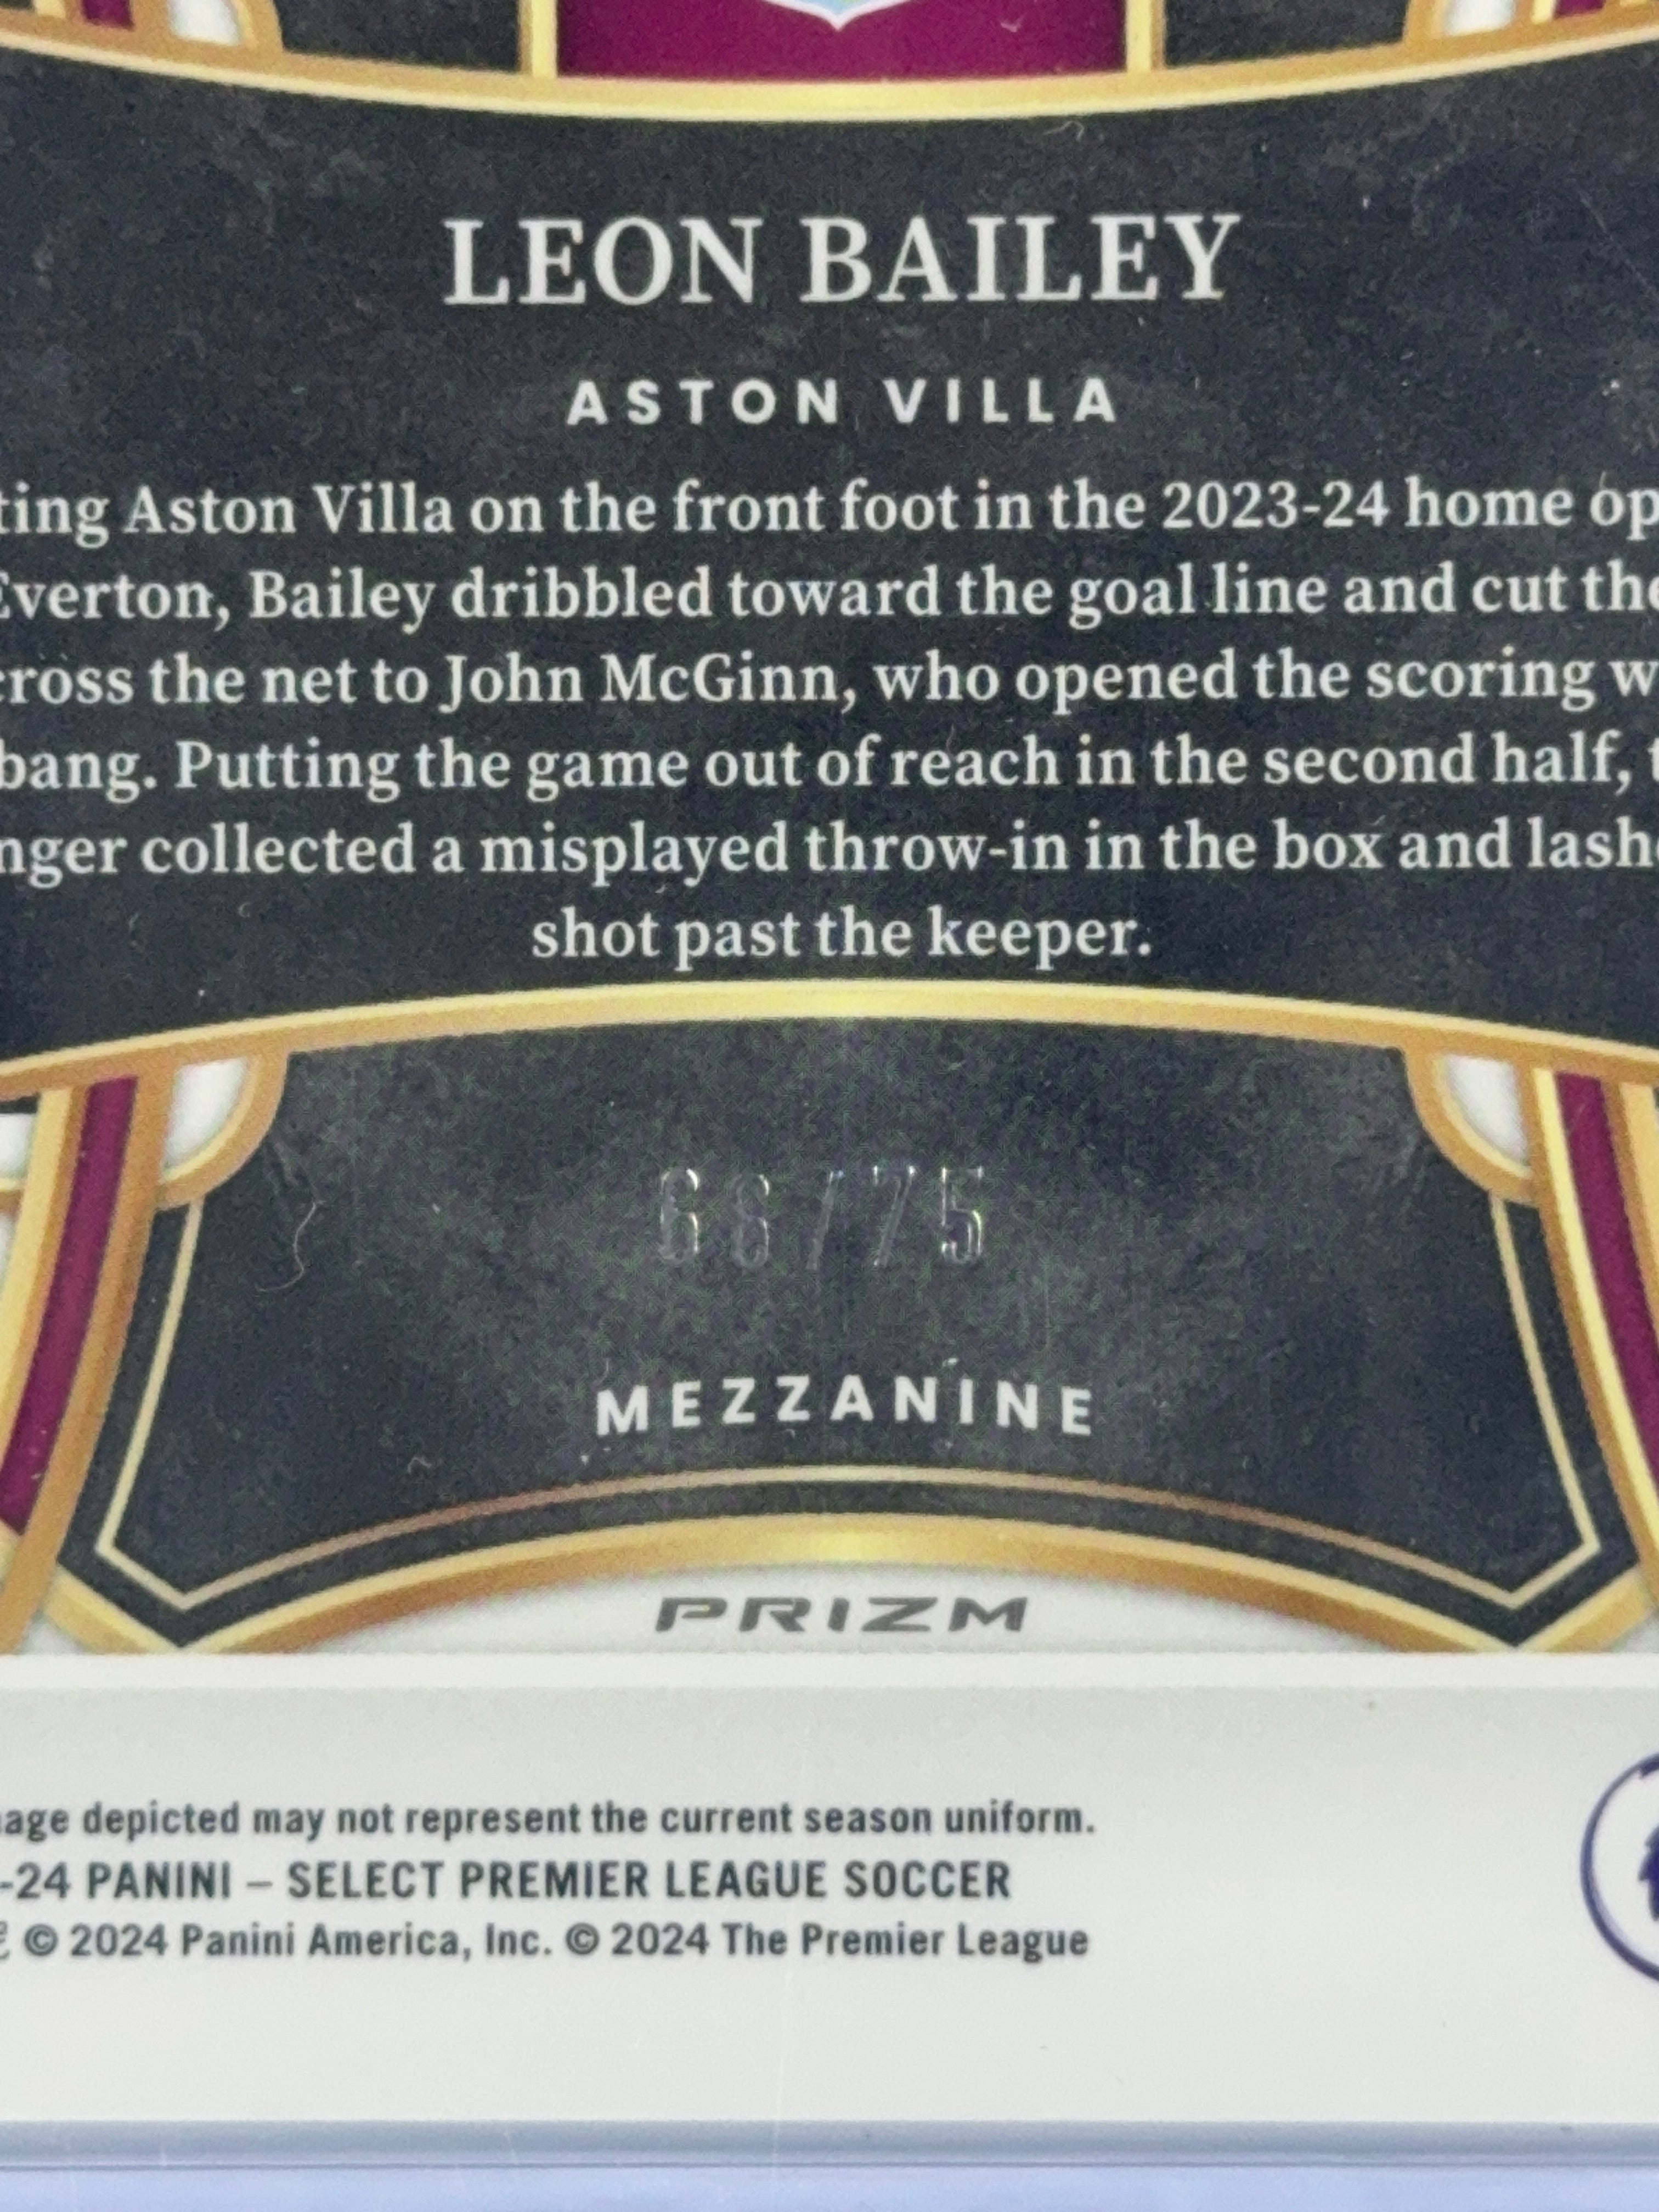 LEON BAILEY
ASTON VILLA
ting Aston Villa on the front foot in the 2023-24 home op
Everton, Bailey dribbled toward the goal line and cut the
cross the net to John McGinn, who opened the scoring w
bang. Putting the game out of reach in the second half, t
nger collected a misplayed throw-in in the box and lash
shot past the keeper.
68/75
MEZZANINE
PRIZM
age depicted may not represent the current season uniform.
-24 PANINI – SELECT PREMIER LEAGUE SOCCER
© 2024 Panini America, Inc. © 2024 The Premier League